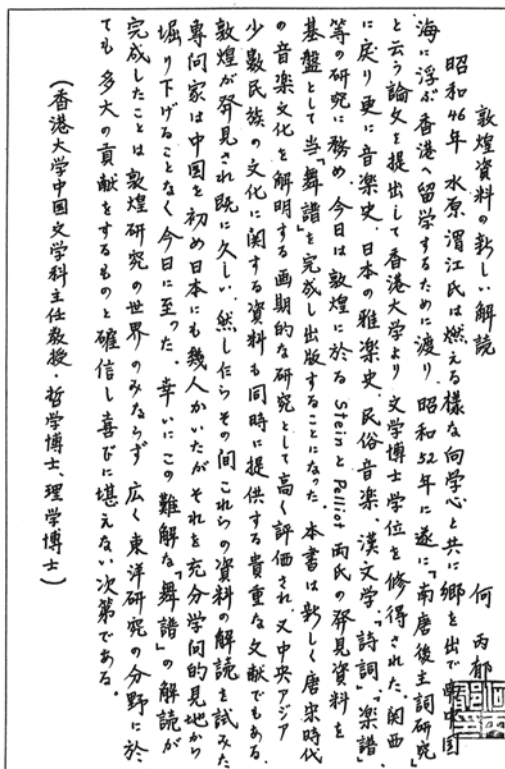 敦煌資料の新しい解読
何丙郁
昭和46年 水原渭江氏は燃える様な向学心と共に郷を出で南中国
海に浮ぶ香港へ留学するために渡り、昭和52年に遂に「南唐後主詞研究」
と云う論文を提出して香港大学より文学博士学位を修得された。関西
に戻り更に音楽史、日本の雅楽史、民俗音楽、漢文学、「詩詞」、「楽譜」
等の研究に務め、今日は敦煌に於る Stein と Pelliot 両氏の発見資料を
基盤として当「舞譜」を完成し出版することになった。本書は新しく唐宋時代
の音楽文化を解明する画期的な研究として高く評価され、又中央アジア
少数民族の文化に関する資料も同時に提供する貴重な文献でもある。
敦煌が発見され既に久しい。然しながらその間これらの資料の解読を試みた
専問家は中国を初め日本にも幾人かいたがそれを充分学問的見地から
堀り下げることなく今日に至った。幸いにこの難解な「舞譜」の解読が
完成したことは敦煌研究の世界のみならず広く東洋研究の分野に於
ても多大の貢献をするものと確信し喜びに堪えない次第である。
(香港大学中国文学科主任教授・哲学博士、理学博士)